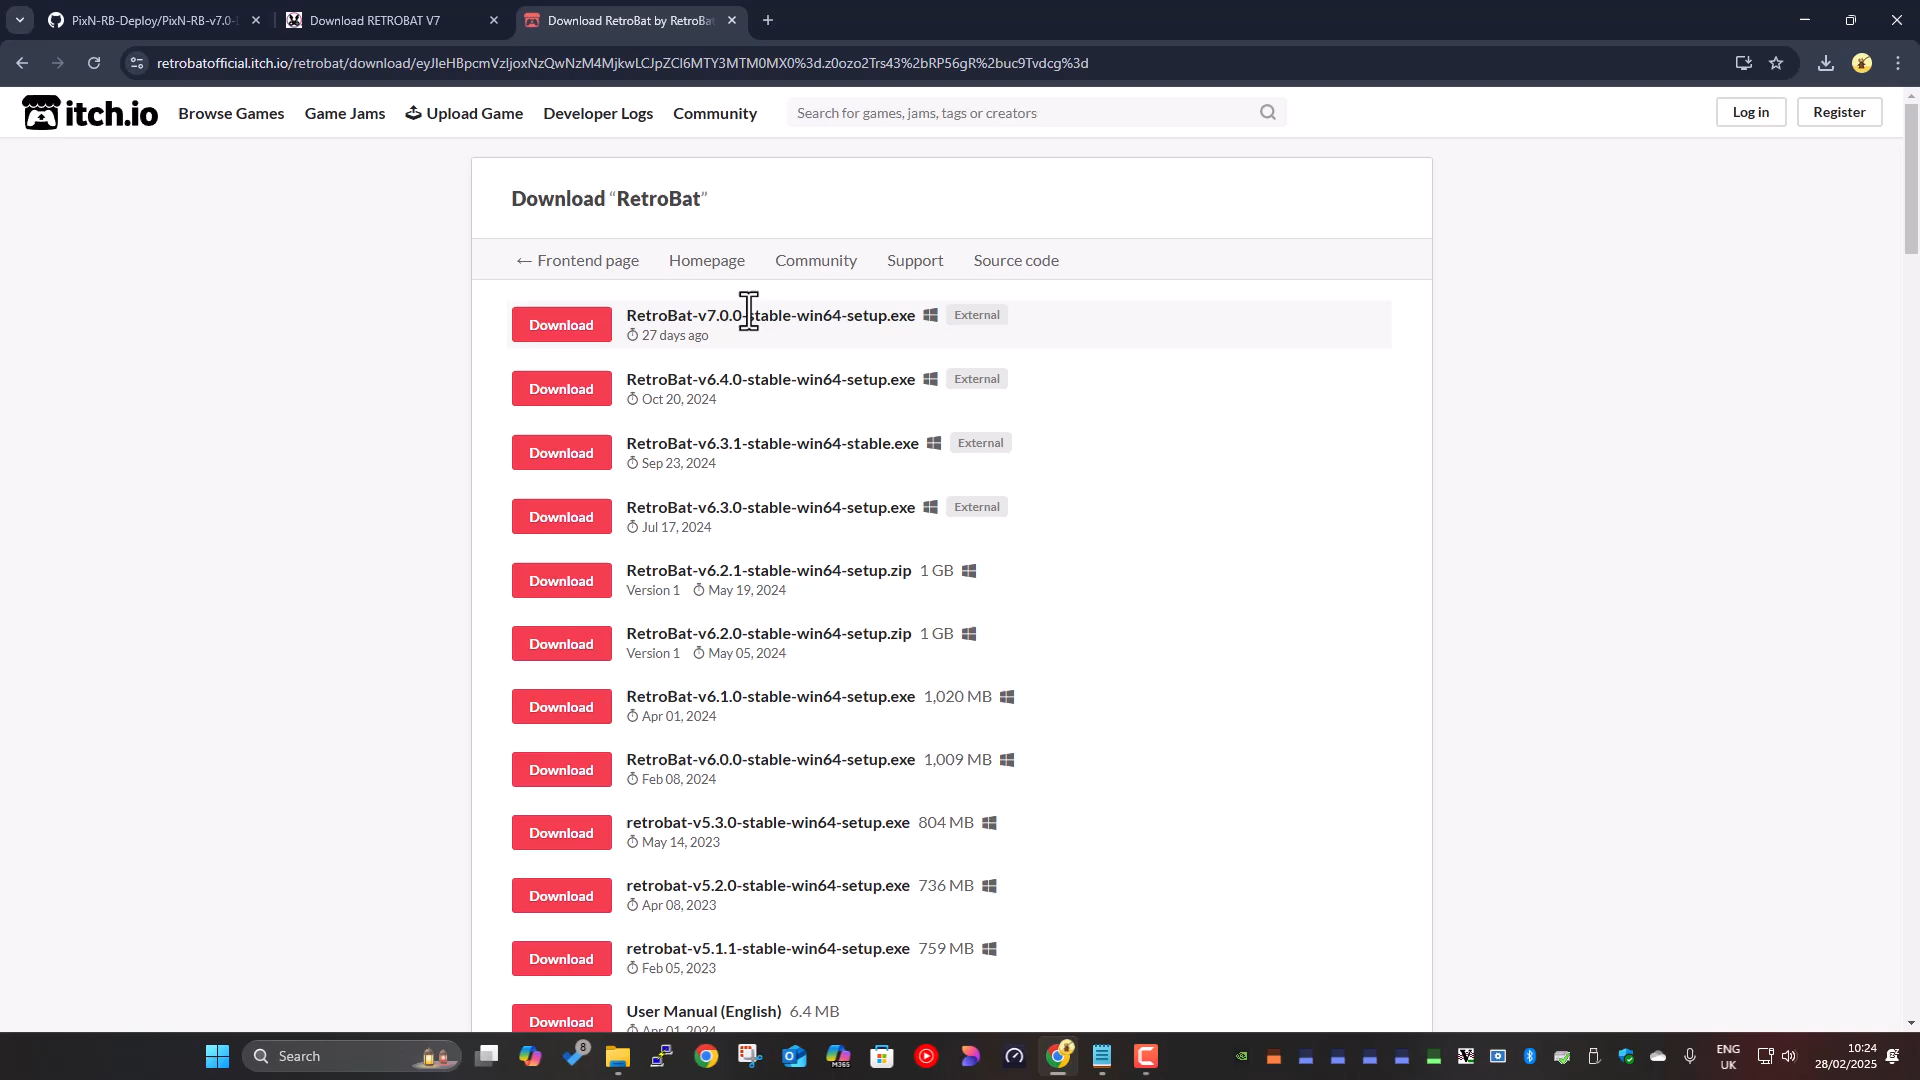 PixN-RB-Deploy/PixN-RB-v7.0-
Download RETROBAT V7
Download RetroBat by RetroBat
retrobatofficial.itch.io/retrobat/download/eyJleHBpcmVzIjoxNzQwNzM4MjkwLCJpZCI6MTY3MTM0MX0%3d.z0ozo2Trs43%2bRP56gR%2buc9Tvdcg%3d
itch.io Browse Games Game Jams Upload Game Developer Logs Community Search for games, jams, tags or creators Log in Register
Download “RetroBat”
← Frontend page Homepage Community Support Source code
Download RetroBat-v7.0.0-stable-win64-setup.exe External
27 days ago
Download RetroBat-v6.4.0-stable-win64-setup.exe External
Oct 20, 2024
Download RetroBat-v6.3.1-stable-win64-stable.exe External
Sep 23, 2024
Download RetroBat-v6.3.0-stable-win64-setup.exe External
Jul 17, 2024
Download RetroBat-v6.2.1-stable-win64-setup.zip 1 GB
Version 1 May 19, 2024
Download RetroBat-v6.2.0-stable-win64-setup.zip 1 GB
Version 1 May 05, 2024
Download RetroBat-v6.1.0-stable-win64-setup.exe 1,020 MB
Apr 01, 2024
Download RetroBat-v6.0.0-stable-win64-setup.exe 1,009 MB
Feb 08, 2024
Download retrobat-v5.3.0-stable-win64-setup.exe 804 MB
May 14, 2023
Download retrobat-v5.2.0-stable-win64-setup.exe 736 MB
Apr 08, 2023
Download retrobat-v5.1.1-stable-win64-setup.exe 759 MB
Feb 05, 2023
Download User Manual (English) 6.4 MB
Apr 01, 2024
Search
8
M365
ENG
UK
10:24
28/02/2025